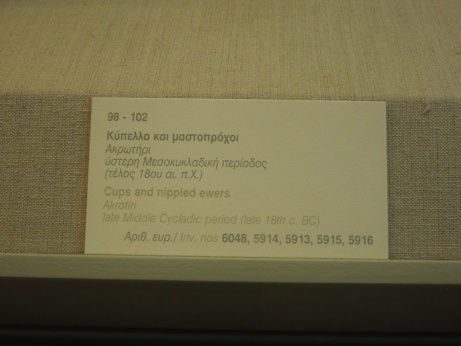 98 - 102
Κύπελλα και μαστοπρόχοι
Ακρωτήρι
ύστερη Μεσοκυκλαδική περίοδος
(τέλος 18ου αι. π.Χ.)
Cups and nippled ewers
Akrotiri
late Middle Cycladic period (late 18th c. BC)
Αριθ. ευρ./ Inv. nos 6048, 5914, 5913, 5915, 5916